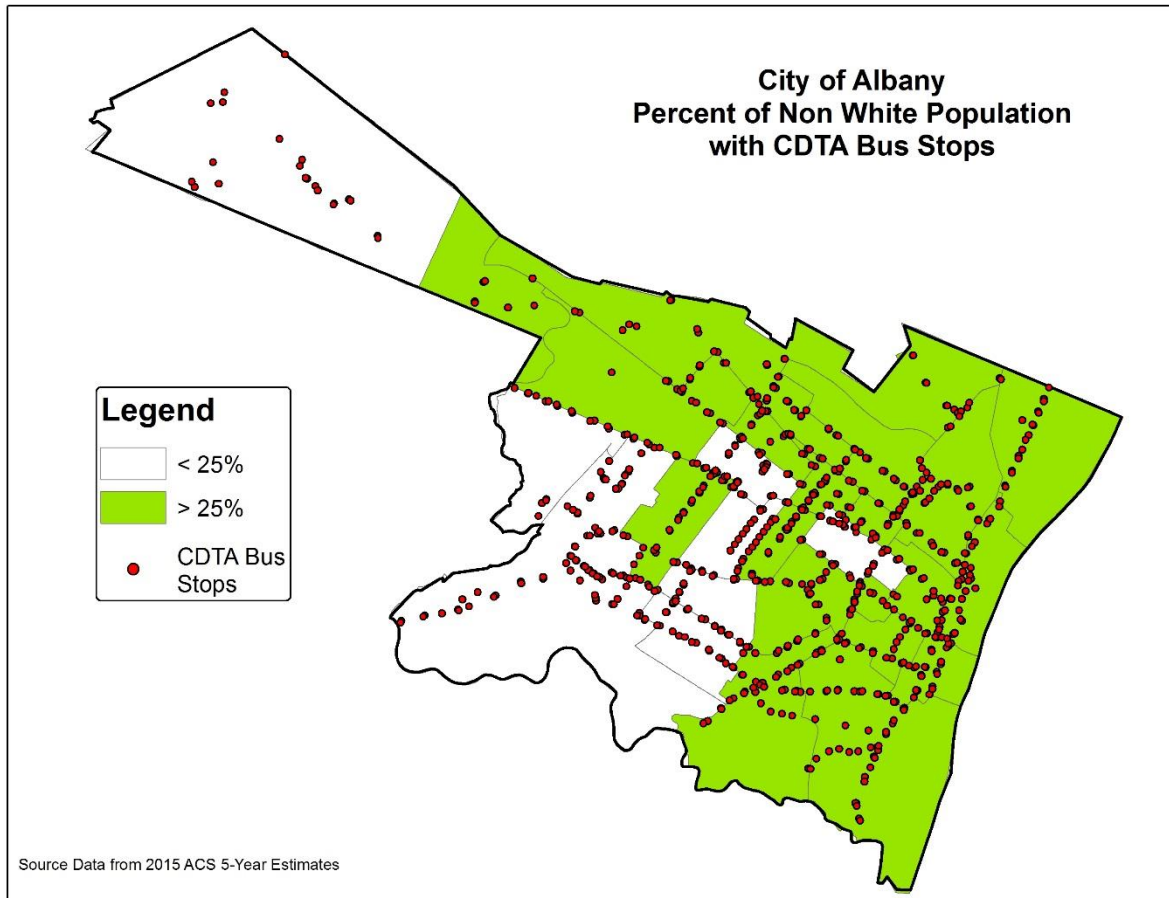 City of Albany
Percent of Non White Population
with CDTA Bus Stops
Legend
< 25%
> 25%
CDTA Bus
Stops
Source Data from 2015 ACS 5-Year Estimates